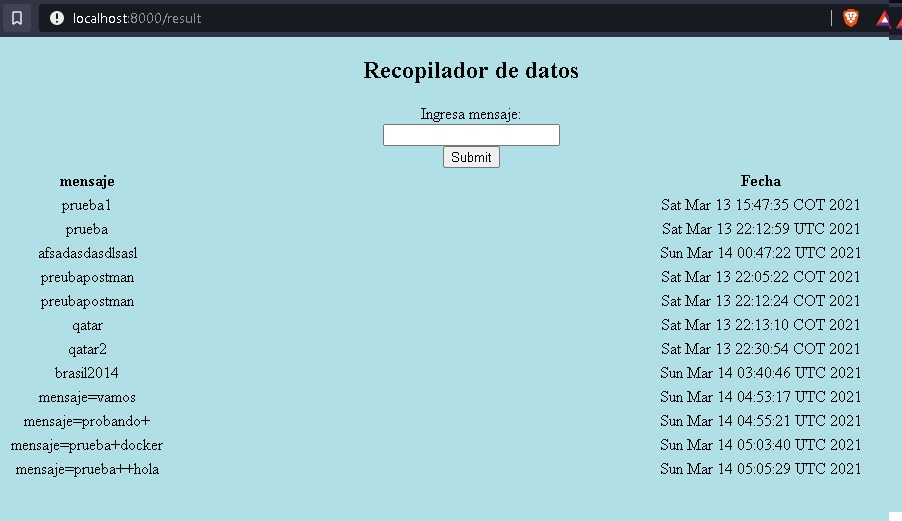 localhost:8000/result
Recopilador de datos
Ingresa mensaje:
Submit
mensaje Fecha
prueba1 Sat Mar 13 15:47:35 COT 2021
prueba Sat Mar 13 22:12:59 UTC 2021
afsadasdasdlsasl Sun Mar 14 00:47:22 UTC 2021
preubapostman Sat Mar 13 22:05:22 COT 2021
preubapostman Sat Mar 13 22:12:24 COT 2021
qatar Sat Mar 13 22:13:10 COT 2021
qatar2 Sat Mar 13 22:30:54 COT 2021
brasil2014 Sun Mar 14 03:40:46 UTC 2021
mensaje=vamos Sun Mar 14 04:53:17 UTC 2021
mensaje=probando+ Sun Mar 14 04:55:21 UTC 2021
mensaje=prueba+docker Sun Mar 14 05:03:40 UTC 2021
mensaje=prueba++hola Sun Mar 14 05:05:29 UTC 2021